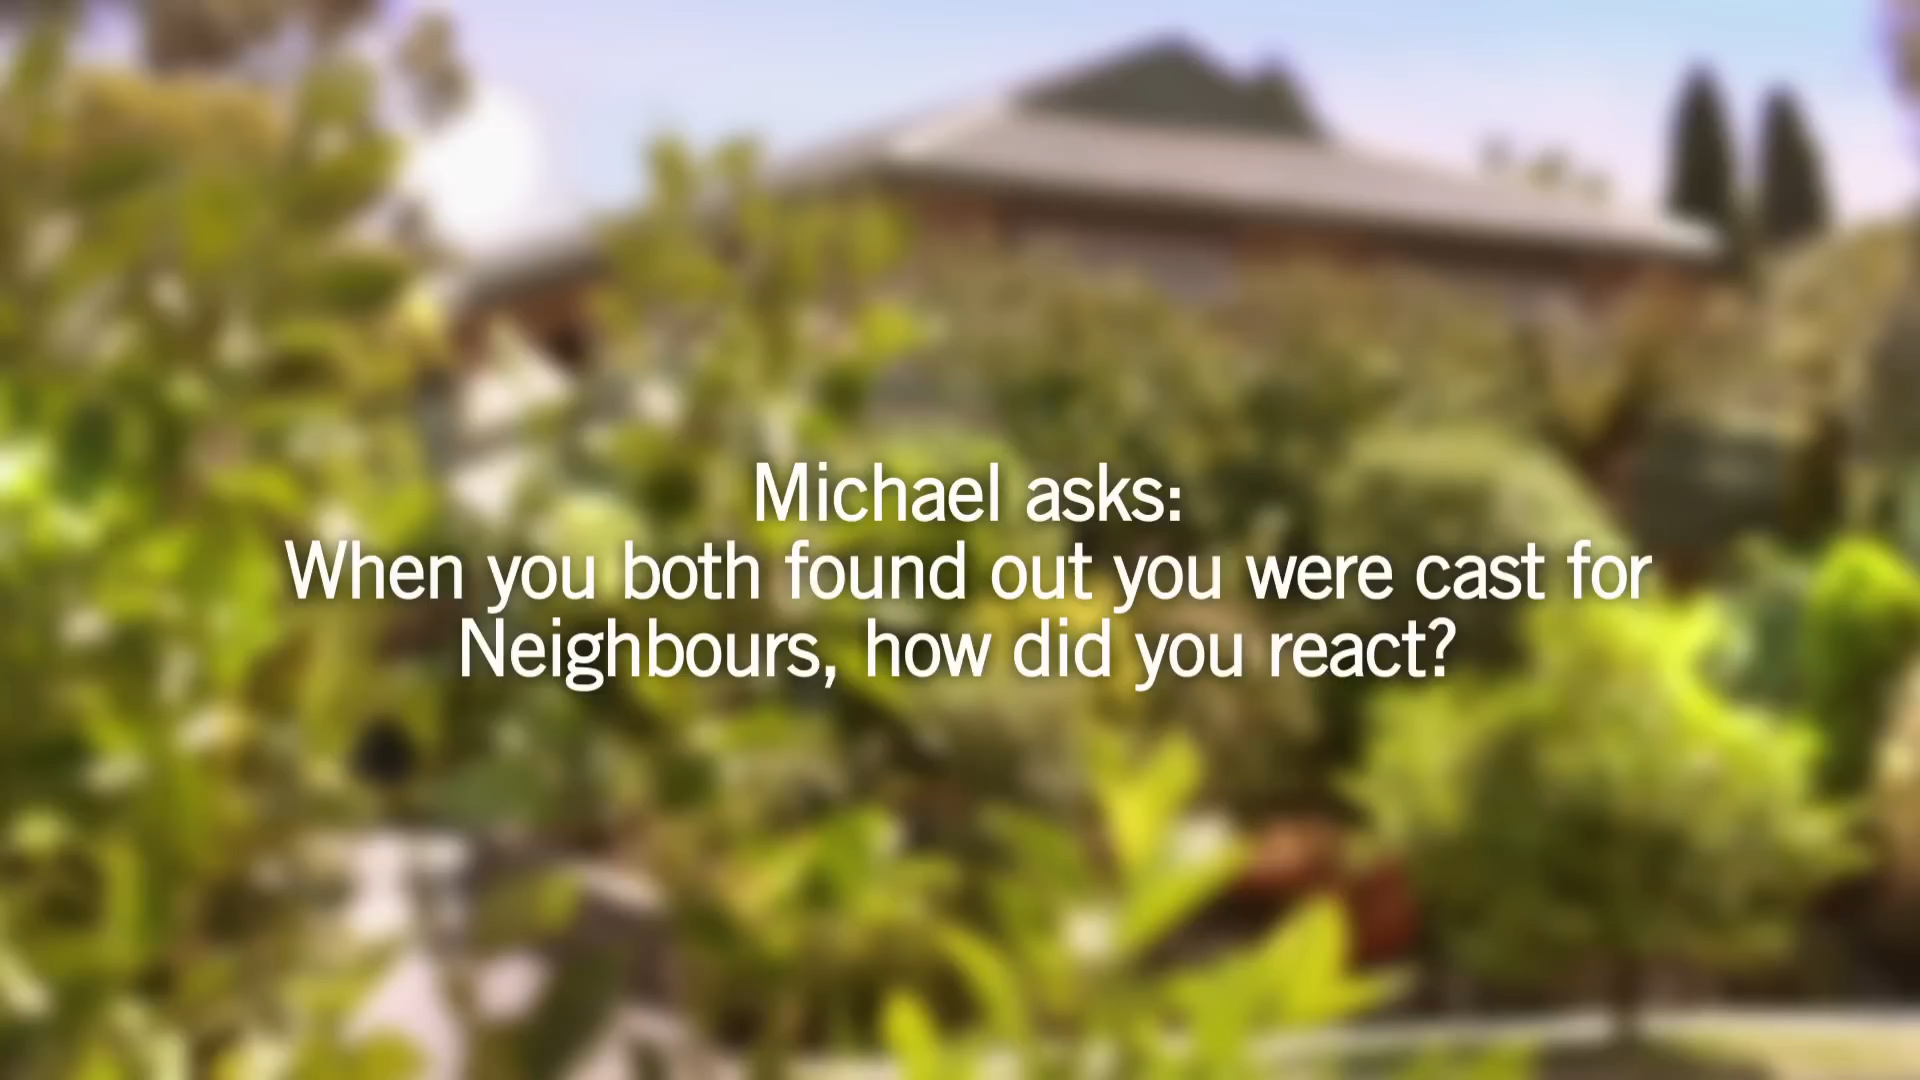 Michael asks:
When you both found out you were cast for
Neighbours, how did you react?